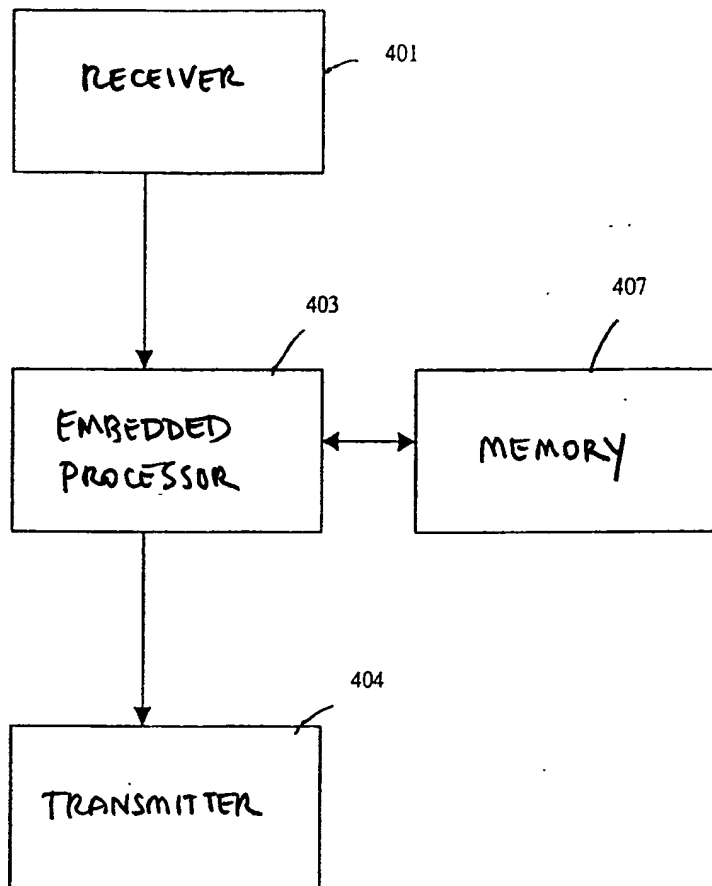 RECEIVER
401
403
407
EMBEDDED
PROCESSOR
MEMORY
404
TRANSMITTER